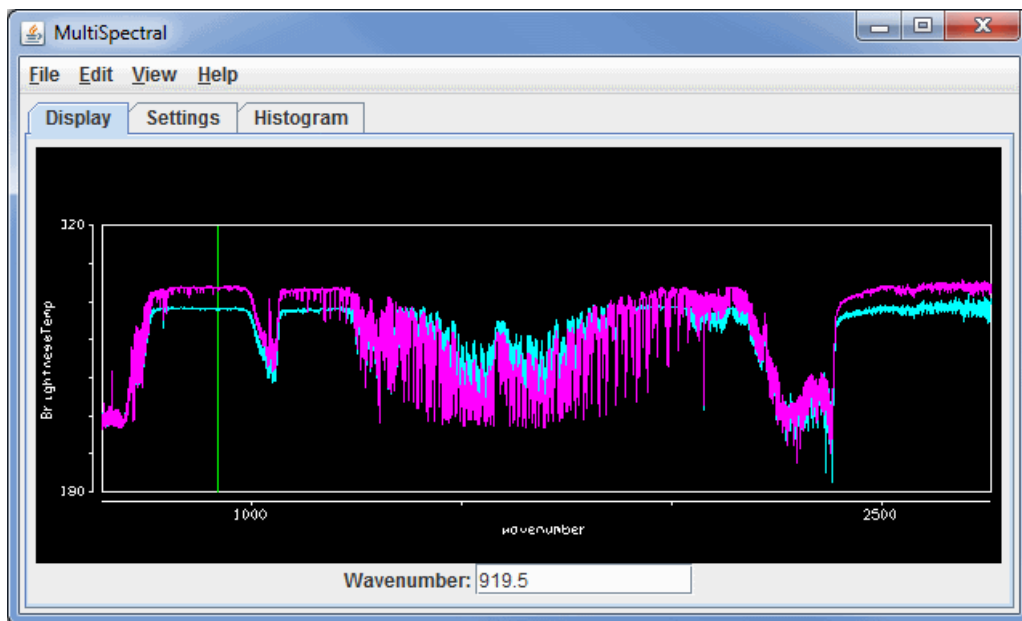 MultiSpectral
File Edit View Help
Display Settings Histogram
320
BrightnessTemp
190
1000
2500
wavenumber
Wavenumber: 919.5